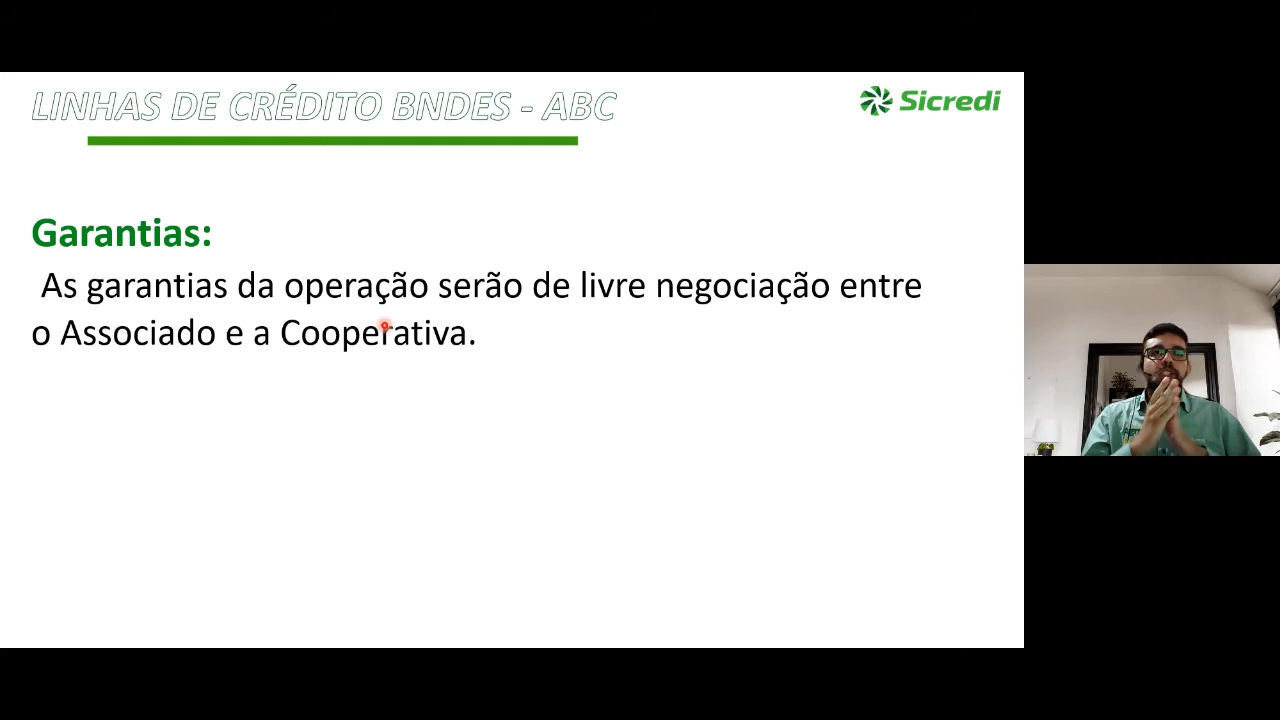 LINHAS DE CRÉDITO BNDES - ABC
Sicredi
Garantias:
As garantias da operação serão de livre negociação entre
o Associado e a Cooperativa.